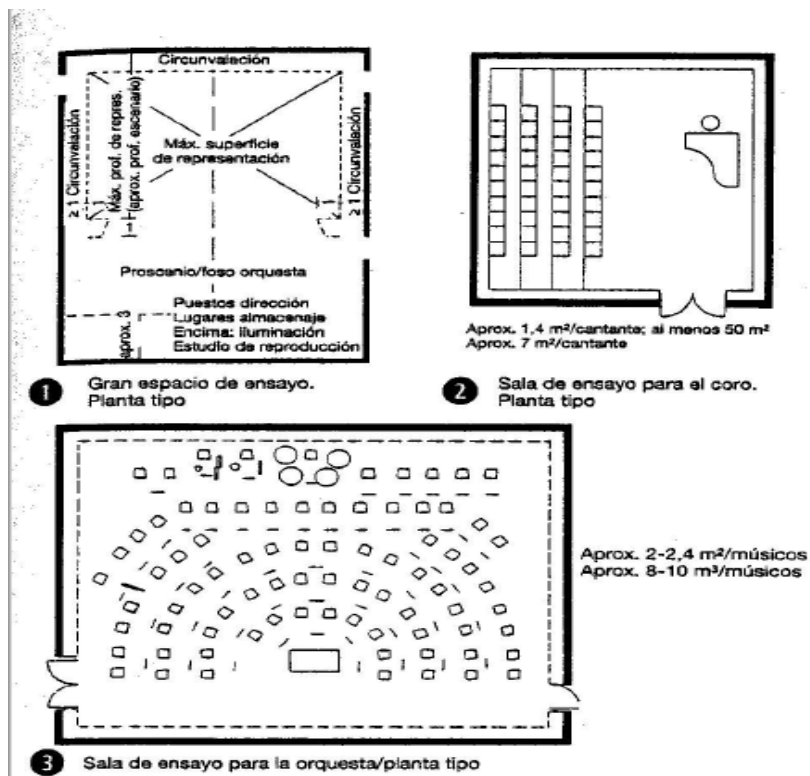 Circunvalación
≥ 1 Circunvalación
Máx. prof. de repres.
(aprox. prof. escenario)
Máx. superficie
de representación
≥ 1 Circunvalación
Proscenio/foso orquesta
aprox. 3
Puestos dirección
Lugares almacenaje
Encima: iluminación
Estudio de reproducción
1 Gran espacio de ensayo.
Planta tipo
Aprox. 1,4 m²/cantante; al menos 50 m²
Aprox. 7 m²/cantante
2 Sala de ensayo para el coro.
Planta tipo
Aprox. 2-2,4 m²/músicos
Aprox. 8-10 m³/músicos
3 Sala de ensayo para la orquesta/planta tipo